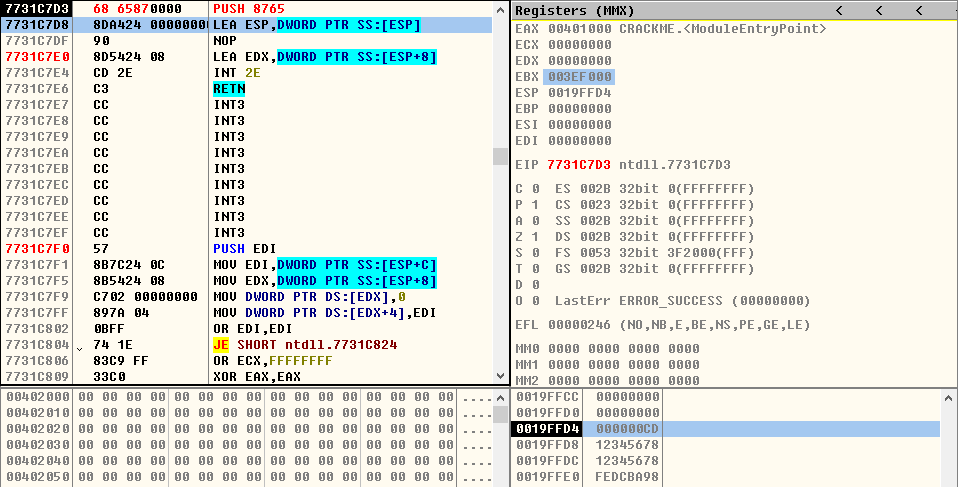 7731C7D3 68 65870000 PUSH 8765
7731C7D8 8DA424 00000000 LEA ESP,DWORD PTR SS:[ESP]
7731C7DF 90 NOP
7731C7E0 8D5424 08 LEA EDX,DWORD PTR SS:[ESP+8]
7731C7E4 CD 2E INT 2E
7731C7E6 C3 RETN
7731C7E7 CC INT3
7731C7E8 CC INT3
7731C7E9 CC INT3
7731C7EA CC INT3
7731C7EB CC INT3
7731C7EC CC INT3
7731C7ED CC INT3
7731C7EE CC INT3
7731C7EF CC INT3
7731C7F0 57 PUSH EDI
7731C7F1 8B7C24 0C MOV EDI,DWORD PTR SS:[ESP+C]
7731C7F5 8B5424 08 MOV EDX,DWORD PTR SS:[ESP+8]
7731C7F9 C702 00000000 MOV DWORD PTR DS:[EDX],0
7731C7FF 897A 04 MOV DWORD PTR DS:[EDX+4],EDI
7731C802 0BFF OR EDI,EDI
7731C804 74 1E JE SHORT ntdll.7731C824
7731C806 83C9 FF OR ECX,FFFFFFFF
7731C809 33C0 XOR EAX,EAX
Registers (MMX) < < <
EAX 00401000 CRACKME.<ModuleEntryPoint>
ECX 00000000
EDX 00000000
EBX 003EF000
ESP 0019FFD4
EBP 00000000
ESI 00000000
EDI 00000000
EIP 7731C7D3 ntdll.7731C7D3
C 0 ES 002B 32bit 0(FFFFFFFF)
P 1 CS 0023 32bit 0(FFFFFFFF)
A 0 SS 002B 32bit 0(FFFFFFFF)
Z 1 DS 002B 32bit 0(FFFFFFFF)
S 0 FS 0053 32bit 3F2000(FFF)
T 0 GS 002B 32bit 0(FFFFFFFF)
D 0
O 0 LastErr ERROR_SUCCESS (00000000)
EFL 00000246 (NO,NB,E,BE,NS,PE,GE,LE)
MM0 0000 0000 0000 0000
MM1 0000 0000 0000 0000
MM2 0000 0000 0000 0000
00402000 00 00 00 00 00 00 00 00 00 00 00 00 00 00 00 00 ....
00402010 00 00 00 00 00 00 00 00 00 00 00 00 00 00 00 00 ....
00402020 00 00 00 00 00 00 00 00 00 00 00 00 00 00 00 00 ....
00402030 00 00 00 00 00 00 00 00 00 00 00 00 00 00 00 00 ....
00402040 00 00 00 00 00 00 00 00 00 00 00 00 00 00 00 00 ....
00402050 00 00 00 00 00 00 00 00 00 00 00 00 00 00 00 00 ....
0019FFCC 00000000
0019FFD0 00000000
0019FFD4 000000CD
0019FFD8 12345678
0019FFDC 12345678
0019FFE0 FEDCBA98